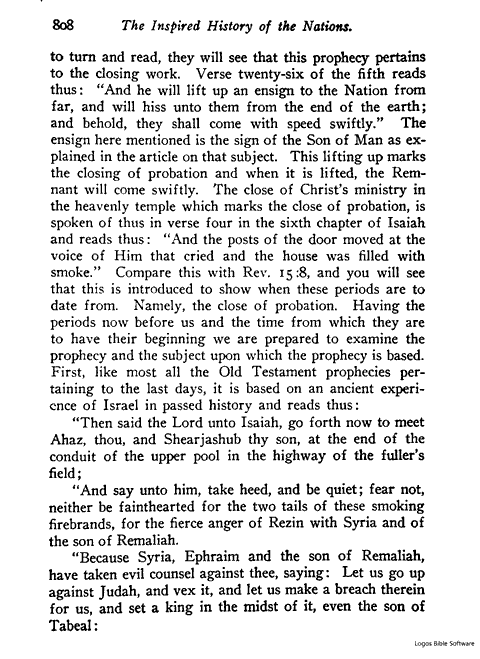 808 The Inspired History of the Nations.
to turn and read, they will see that this prophecy pertains
to the closing work. Verse twenty-six of the fifth reads
thus: "And he will lift up an ensign to the Nation from
far, and will hiss unto them from the end of the earth;
and behold, they shall come with speed swiftly." The
ensign here mentioned is the sign of the Son of Man as ex-
plained in the article on that subject. This lifting up marks
the closing of probation and when it is lifted, the Rem-
nant will come swiftly. The close of Christ's ministry in
the heavenly temple which marks the close of probation, is
spoken of thus in verse four in the sixth chapter of Isaiah
and reads thus: "And the posts of the door moved at the
voice of Him that cried and the house was filled with
smoke." Compare this with Rev. 15:8, and you will see
that this is introduced to show when these periods are to
date from. Namely, the close of probation. Having the
periods now before us and the time from which they are
to have their beginning we are prepared to examine the
prophecy and the subject upon which the prophecy is based.
First, like most all the Old Testament prophecies per-
taining to the last days, it is based on an ancient experi-
ence of Israel in passed history and reads thus:
"Then said the Lord unto Isaiah, go forth now to meet
Ahaz, thou, and Shearjashub thy son, at the end of the
conduit of the upper pool in the highway of the fuller's
field;
"And say unto him, take heed, and be quiet; fear not,
neither be fainthearted for the two tails of these smoking
firebrands, for the fierce anger of Rezin with Syria and of
the son of Remaliah.
"Because Syria, Ephraim and the son of Remaliah,
have taken evil counsel against thee, saying: Let us go up
against Judah, and vex it, and let us make a breach therein
for us, and set a king in the midst of it, even the son of
Tabeal:
Logos Bible Software